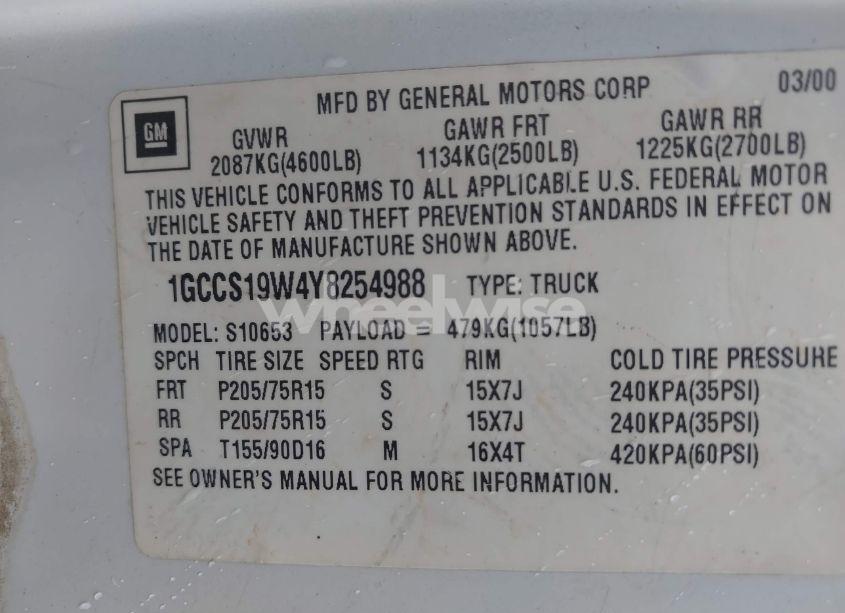 MFD BY GENERAL MOTORS CORP 03/00
GM
GVWR GAWR FRT GAWR RR
2087KG(4600LB) 1134KG(2500LB) 1225KG(2700LB)
THIS VEHICLE CONFORMS TO ALL APPLICABLE U.S. FEDERAL MOTOR
VEHICLE SAFETY AND THEFT PREVENTION STANDARDS IN EFFECT ON
THE DATE OF MANUFACTURE SHOWN ABOVE.
1GCCS19W4Y8254988 TYPE: TRUCK
wheelwise
MODEL: S10653 PAYLOAD = 479KG(1057LB)
SPCH TIRE SIZE SPEED RTG RIM COLD TIRE PRESSURE
FRT P205/75R15 S 15X7J 240KPA(35PSI)
RR P205/75R15 S 15X7J 240KPA(35PSI)
SPA T155/90D16 M 16X4T 420KPA(60PSI)
SEE OWNER'S MANUAL FOR MORE INFORMATION.